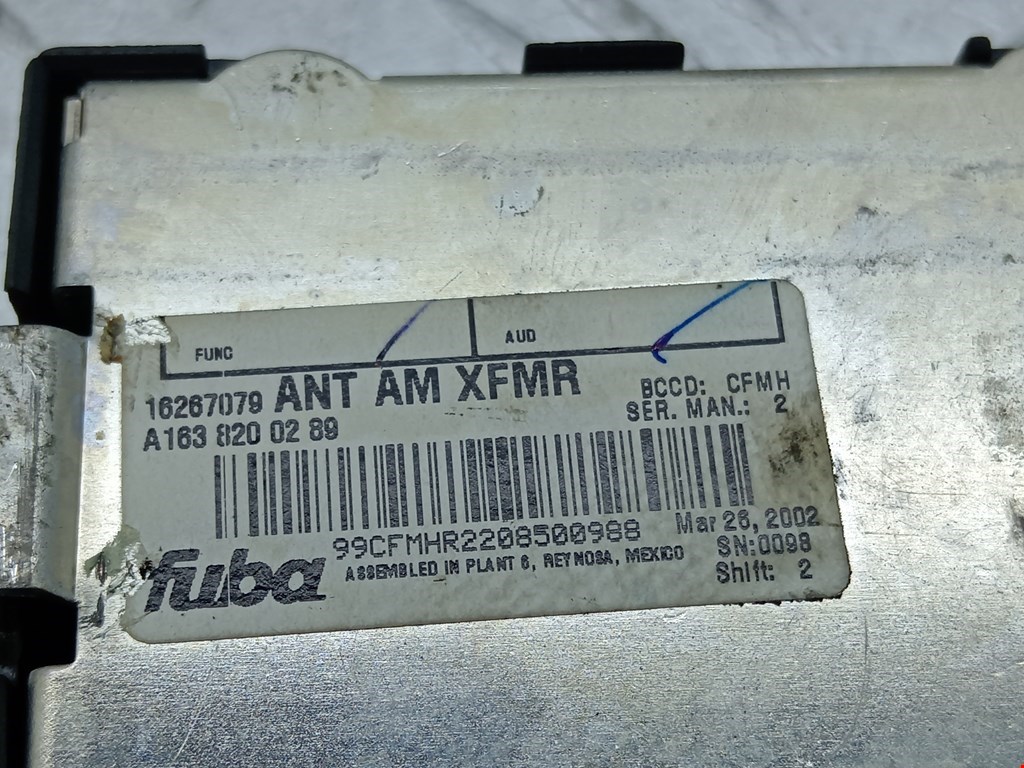 FUNC AUD
16267079 ANT AM XFMR BCCD: CFMH
A163 820 02 89 SER. MAN.: 2
99CFMHR2208500988 Mar 26, 2002
fuba ASSEMBLED IN PLANT 6, REYNOSA, MEXICO SN:0098
Shift: 2